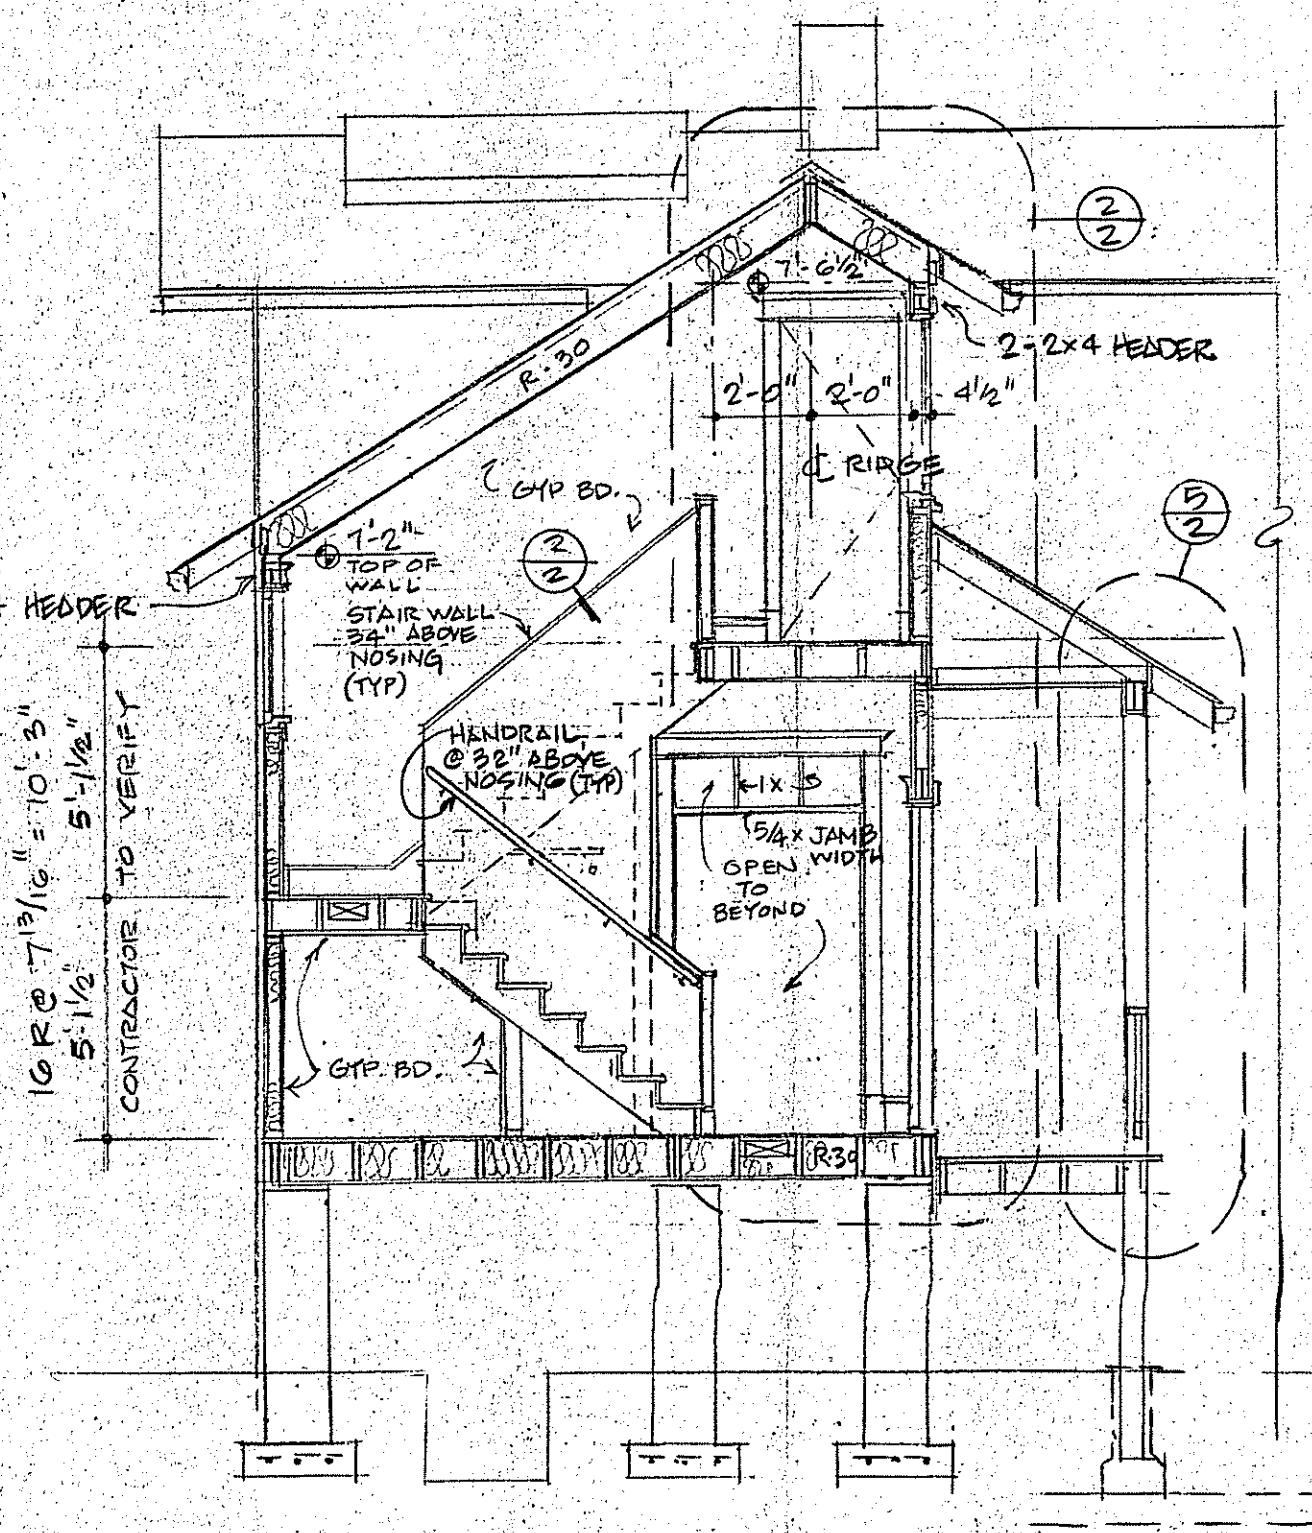 2
2
7'-6½"
2-2x4 HEADER
R-30
2'-0"
2'-0"
4½"
℄ RIDGE
GYP BD.
5
2
2
2
7'-2"
TOP OF
WALL
HEADER
STAIR WALL
34" ABOVE
NOSING
(TYP)
HANDRAIL
@ 32" ABOVE
NOSING (TYP)
1x
5/4x JAMB
WIDTH
OPEN
TO
BEYOND
16 R @ 7 13/16" = 10'-3"
5'-1½"
5'-1½"
CONTRACTOR TO VERIFY
GYP. BD.
R-30